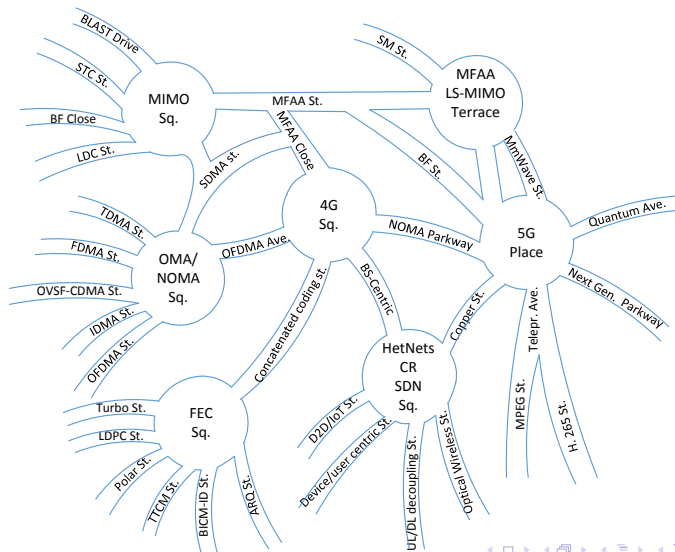 BLAST Drive
STC St.
BF Close
LDC St.
MIMO
Sq.
SM St.
MFAA
LS-MIMO
Terrace
MFAA St.
MFAA Close
SDMA st.
BF St.
MmWave St.
Quantum Ave.
Next Gen. Parkway
5G
Place
4G
Sq.
NOMA Parkway
TDMA St.
FDMA St.
OVSF-CDMA St.
IDMA St.
OFDMA St.
OMA/
NOMA
Sq.
OFDMA Ave.
BS-Centric
Concatenated coding st.
Copper St.
Telepr. Ave.
MPEG St.
H. 265 St.
HetNets
CR
SDN
Sq.
D2D/IoT St.
Device/user centric St.
UL/DL decoupling St.
Optical Wireless St.
FEC
Sq.
Turbo St.
LDPC St.
Polar St.
TTCM St.
BICM-ID St.
ARQ St.